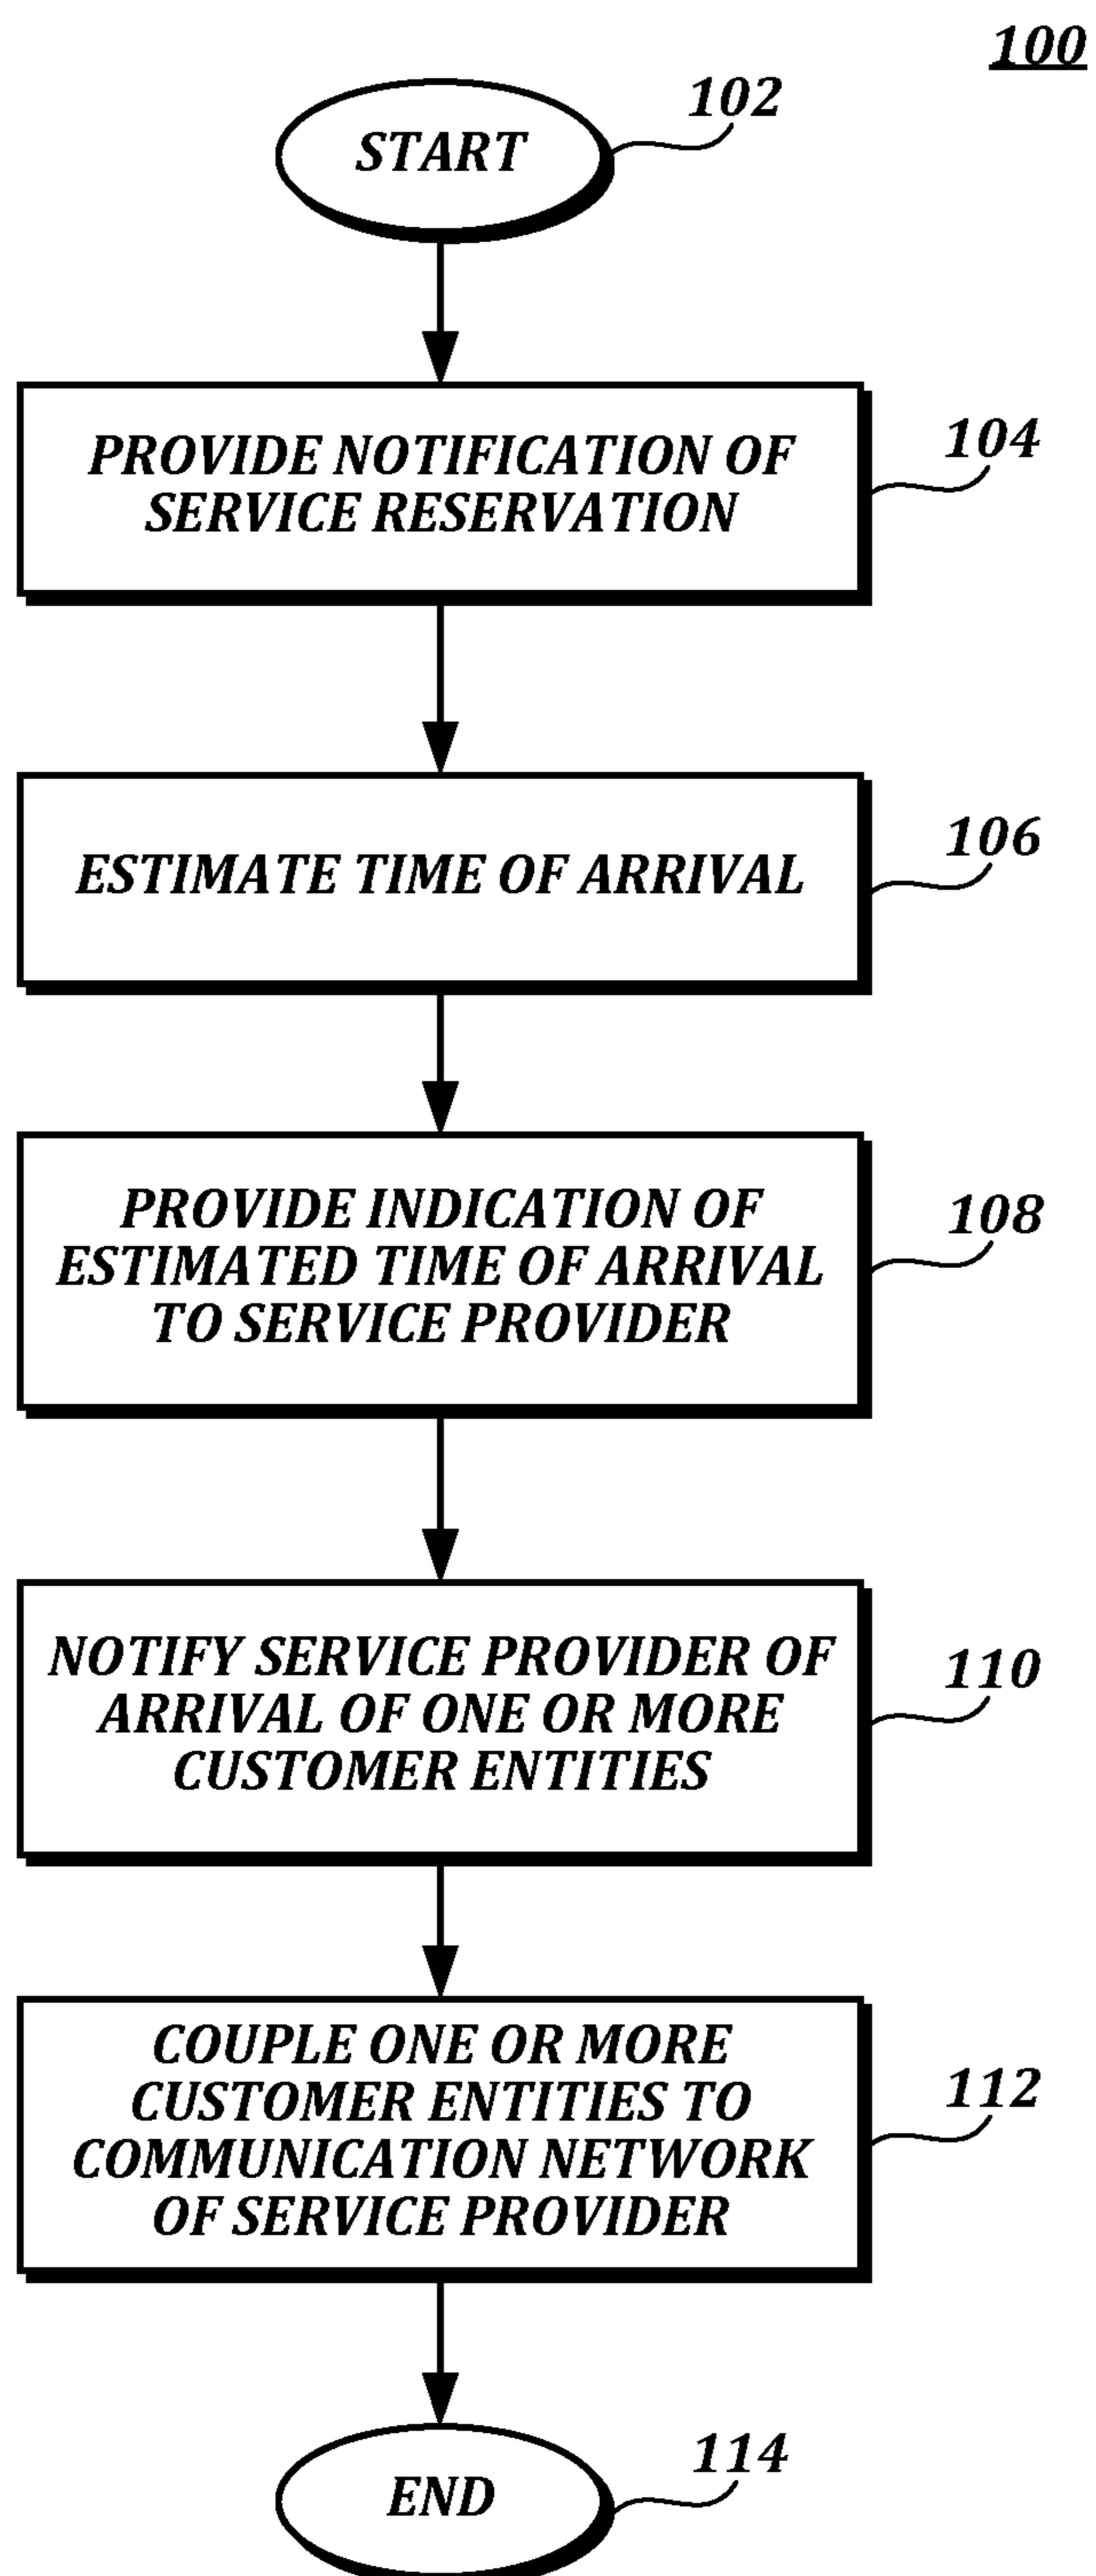 100
102
START
104
PROVIDE NOTIFICATION OF
SERVICE RESERVATION
106
ESTIMATE TIME OF ARRIVAL
108
PROVIDE INDICATION OF
ESTIMATED TIME OF ARRIVAL
TO SERVICE PROVIDER
110
NOTIFY SERVICE PROVIDER OF
ARRIVAL OF ONE OR MORE
CUSTOMER ENTITIES
112
COUPLE ONE OR MORE
CUSTOMER ENTITIES TO
COMMUNICATION NETWORK
OF SERVICE PROVIDER
114
END